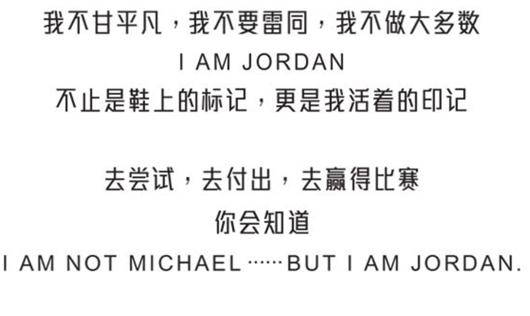 我不甘平凡，我不要雷同，我不做大多数
I AM JORDAN
不止是鞋上的标记，更是我活着的印记
去尝试，去付出，去赢得比赛
你会知道
I AM NOT MICHAEL ······ BUT I AM JORDAN.